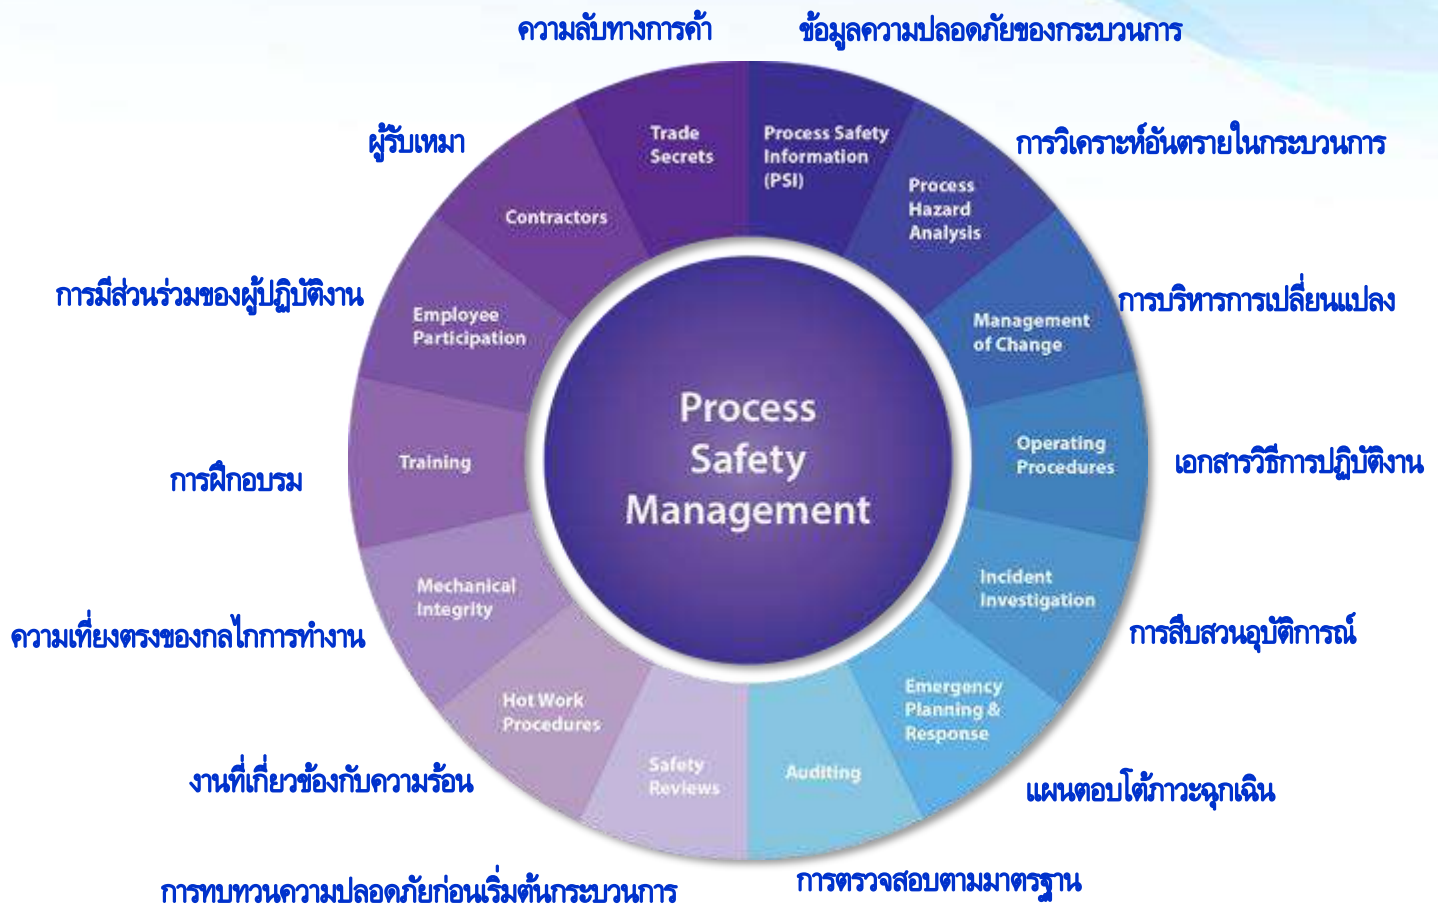 ความลับทางการค้า
ข้อมูลความปลอดภัยของกระบวนการ
ผู้รับเหมา
Trade
Secrets
Process Safety
Information
(PSI)
การวิเคราะห์อันตรายในกระบวนการ
Contractors
Process
Hazard
Analysis
การมีส่วนร่วมของผู้ปฏิบัติงาน
Employee
Participation
Management
of Change
การบริหารการเปลี่ยนแปลง
Process
Safety
Management
การฝึกอบรม
Training
Operating
Procedures
เอกสารวิธีการปฏิบัติงาน
ความเที่ยงตรงของกลไกการทำงาน
Mechanical
Integrity
Incident
Investigation
การสืบสวนอุบัติการณ์
งานที่เกี่ยวข้องกับความร้อน
Hot Work
Procedures
Emergency
Planning &
Response
แผนตอบโต้ภาวะฉุกเฉิน
Safety
Reviews
Auditing
การทบทวนความปลอดภัยก่อนเริ่มต้นกระบวนการ
การตรวจสอบตามมาตรฐาน